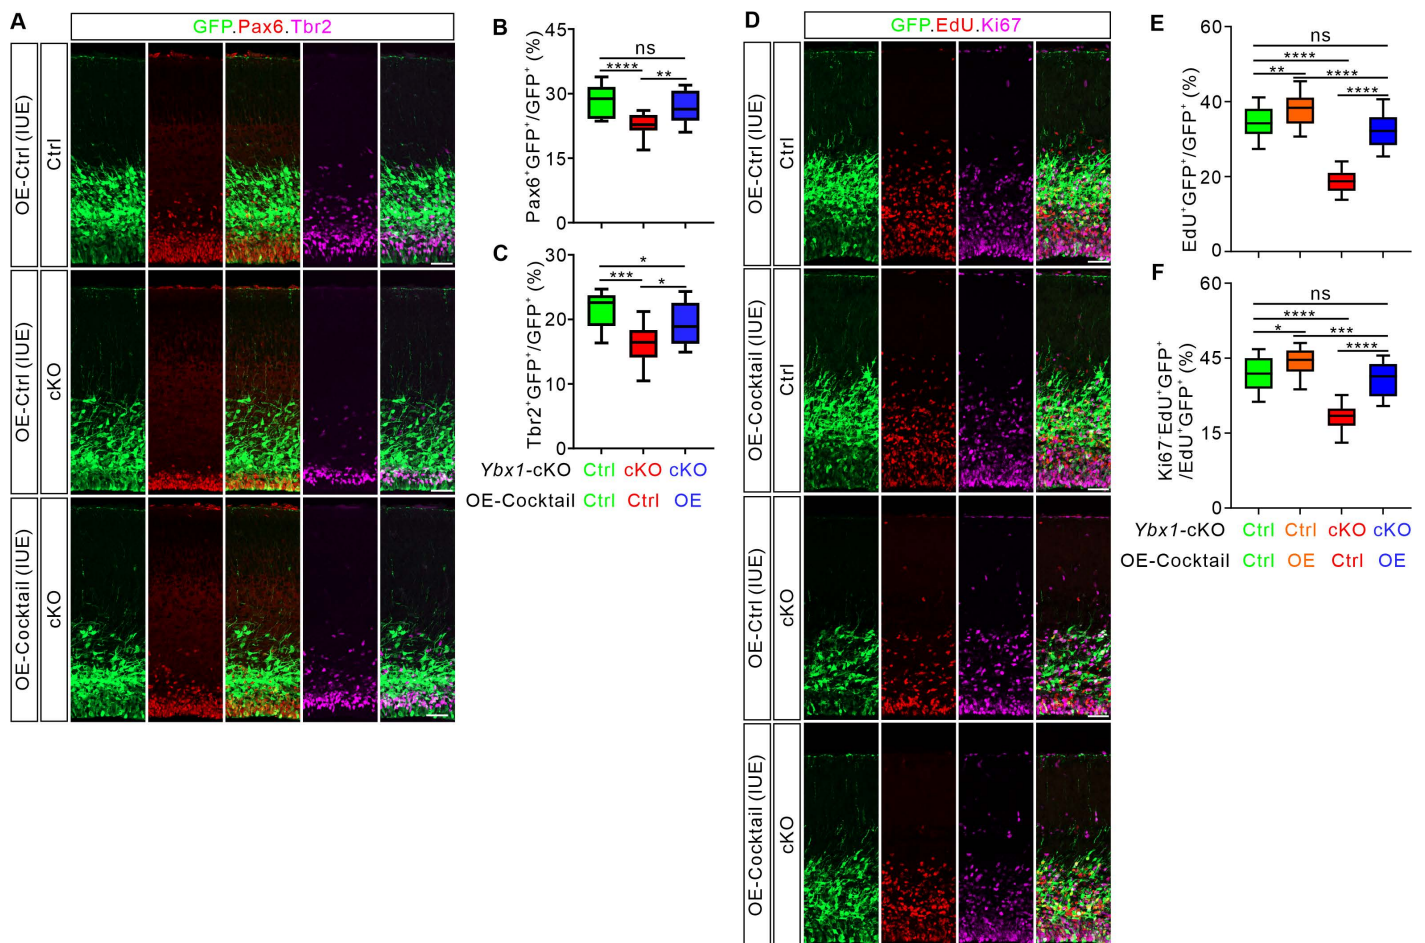 A
GFP.Pax6.Tbr2
OE-Ctrl (IUE)
Ctrl
OE-Ctrl (IUE)
cKO
OE-Cocktail (IUE)
cKO
B
Pax6⁺GFP⁺/GFP⁺ (%)
45
30
15
0
ns
****
**
C
Tbr2⁺GFP⁺/GFP⁺ (%)
30
20
10
0
*
***
*
Ybx1-cKO Ctrl cKO cKO
OE-Cocktail Ctrl Ctrl OE
D
GFP.EdU.Ki67
OE-Ctrl (IUE)
Ctrl
OE-Cocktail (IUE)
Ctrl
OE-Ctrl (IUE)
cKO
OE-Cocktail (IUE)
cKO
E
EdU⁺GFP⁺/GFP⁺ (%)
60
40
20
0
ns
****
** ****
****
F
Ki67⁻EdU⁺GFP⁺
/EdU⁺GFP⁺ (%)
60
45
15
0
ns
****
* ***
****
Ybx1-cKO Ctrl Ctrl cKO cKO
OE-Cocktail Ctrl OE Ctrl OE